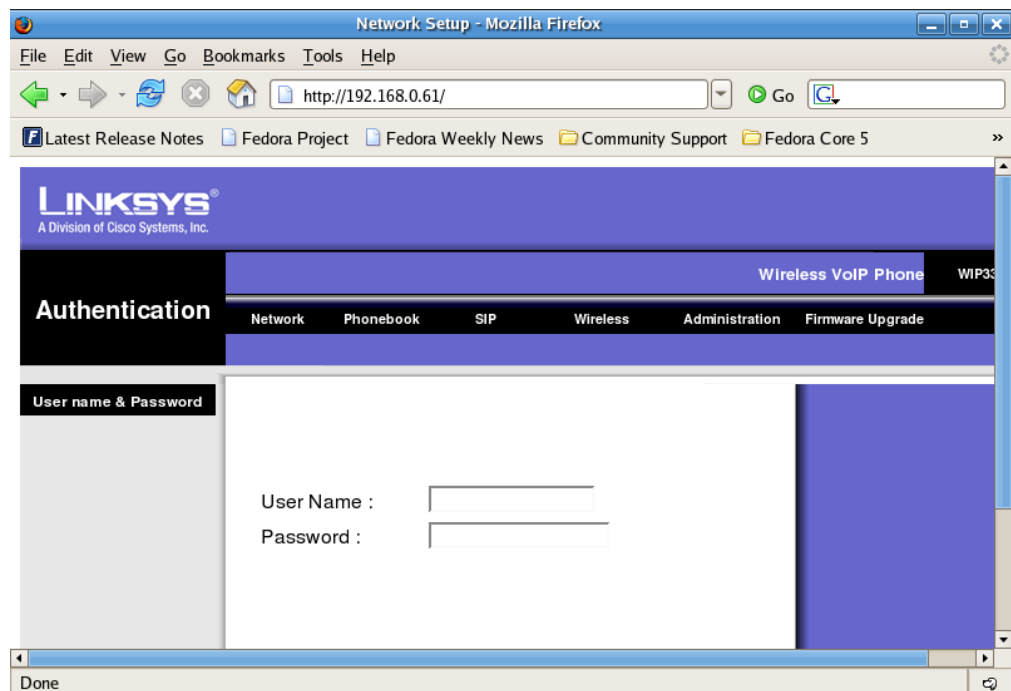 Network Setup - Mozilla Firefox
File Edit View Go Bookmarks Tools Help
http://192.168.0.61/ Go G
Latest Release Notes Fedora Project Fedora Weekly News Community Support Fedora Core 5 »
LINKSYS®
A Division of Cisco Systems, Inc.
Wireless VoIP Phone WIP33
Authentication
Network Phonebook SIP Wireless Administration Firmware Upgrade
User name & Password
User Name :
Password :
Done